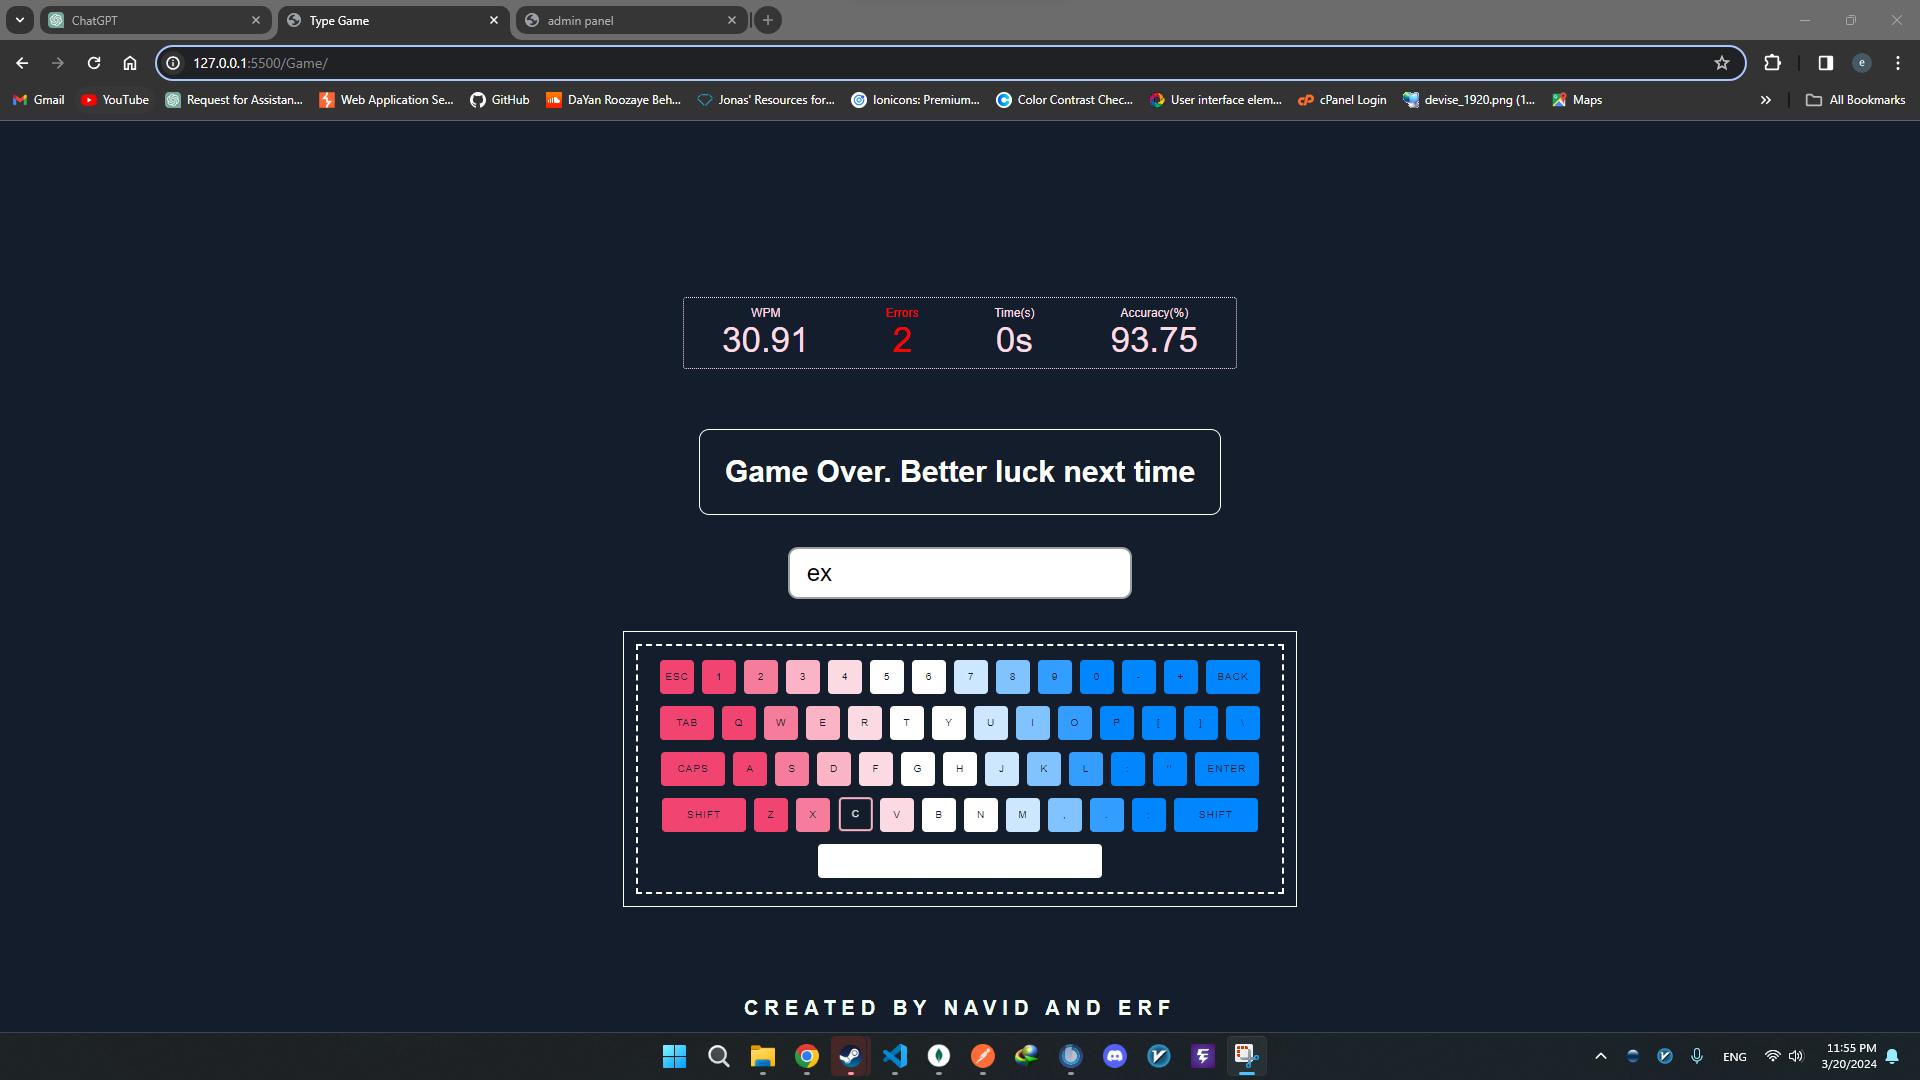 ChatGPT
Type Game
admin panel
127.0.0.1:5500/Game/
Gmail
YouTube
Request for Assistan...
Web Application Se...
GitHub
DaYan Roozaye Beh...
Jonas' Resources for...
Ionicons: Premium...
Color Contrast Chec...
User interface elem...
cPanel Login
devise_1920.png (1...
Maps
All Bookmarks
WPM Errors Time(s) Accuracy(%)
30.91 2 0s 93.75
Game Over. Better luck next time
ex
ESC 1 2 3 4 5 6 7 8 9 0 - + BACK
TAB Q W E R T Y U I O P [ ] \
CAPS A S D F G H J K L : " ENTER
SHIFT Z X C V B N M , . ; SHIFT
CREATED BY NAVID AND ERF
ENG
11:55 PM
3/20/2024